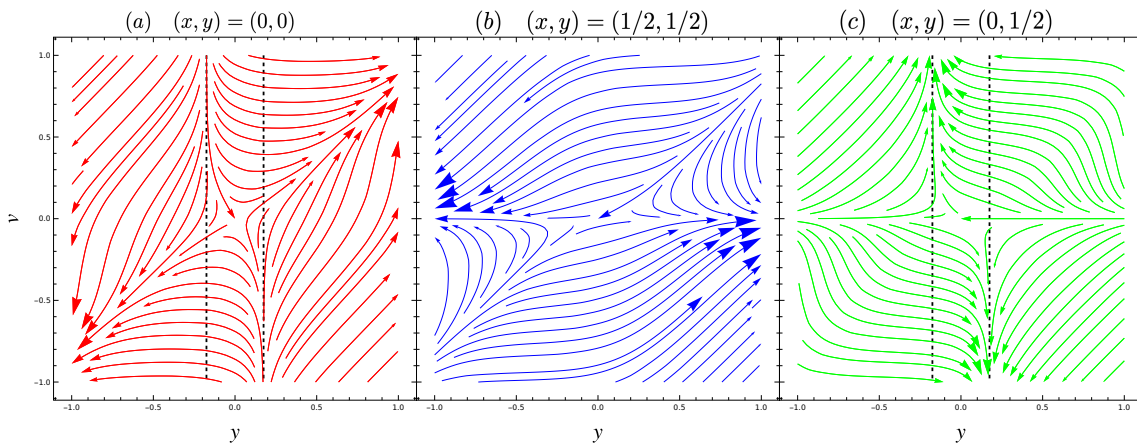 (a) (x, y) = (0, 0) (b) (x, y) = (1/2, 1/2) (c) (x, y) = (0, 1/2)
1.0
0.5
v 0.0
−0.5
−1.0
−1.0 −0.5 0.0 0.5 1.0 −1.0 −0.5 0.0 0.5 1.0 −1.0 −0.5 0.0 0.5 1.0
y y y